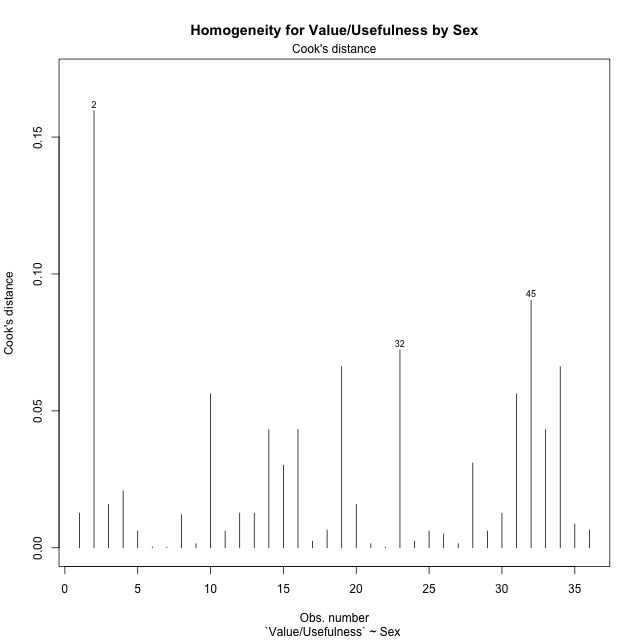 Homogeneity for Value/Usefulness by Sex
Cook's distance
2
0.15
0.10
45
32
Cook's distance
0.05
0.00
0 5 10 15 20 25 30 35
Obs. number
`Value/Usefulness` ~ Sex